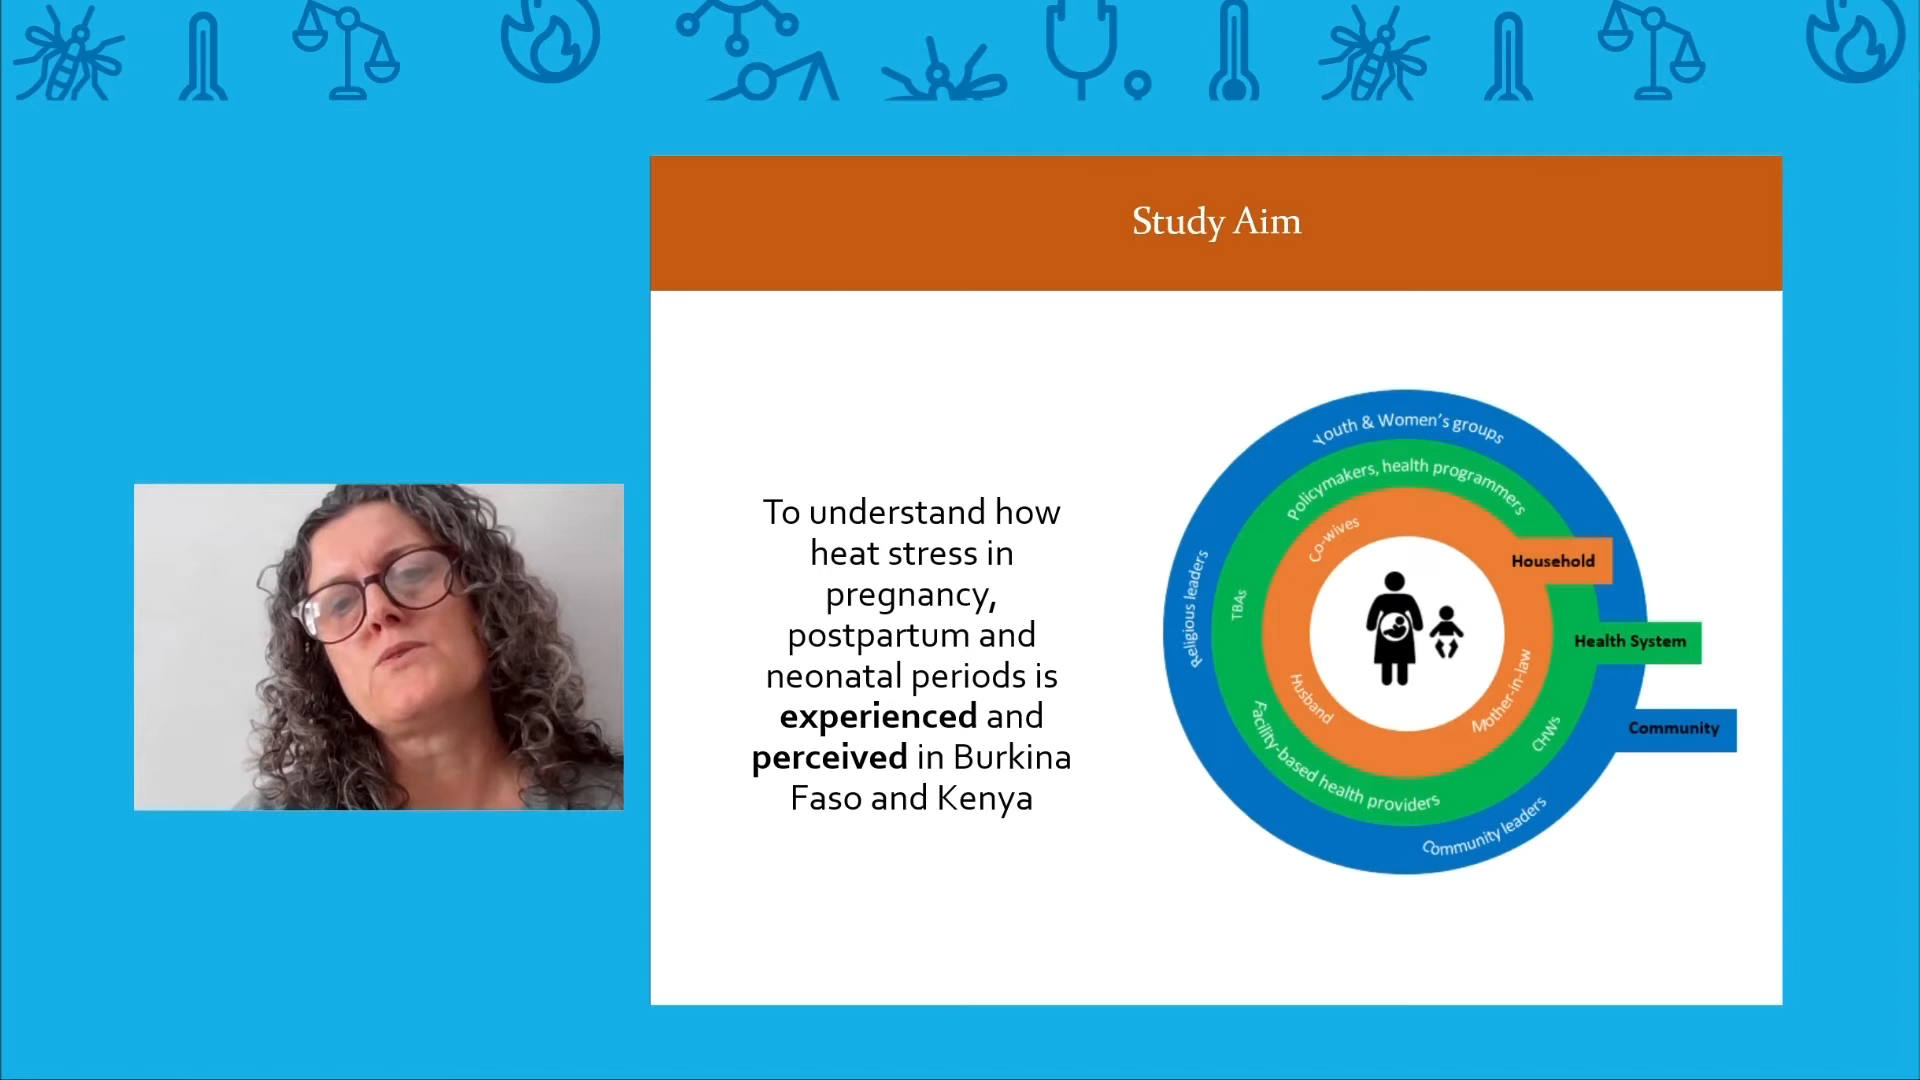 Study Aim
To understand how
heat stress in
pregnancy,
postpartum and
neonatal periods is
experienced and
perceived in Burkina
Faso and Kenya
Youth & Women's groups
Policymakers, health programmers
Co-wives
Religious leaders
TBAs
Household
Health System
Husband
Mother-in-law
Community
CHWs
Facility-based health providers
Community leaders